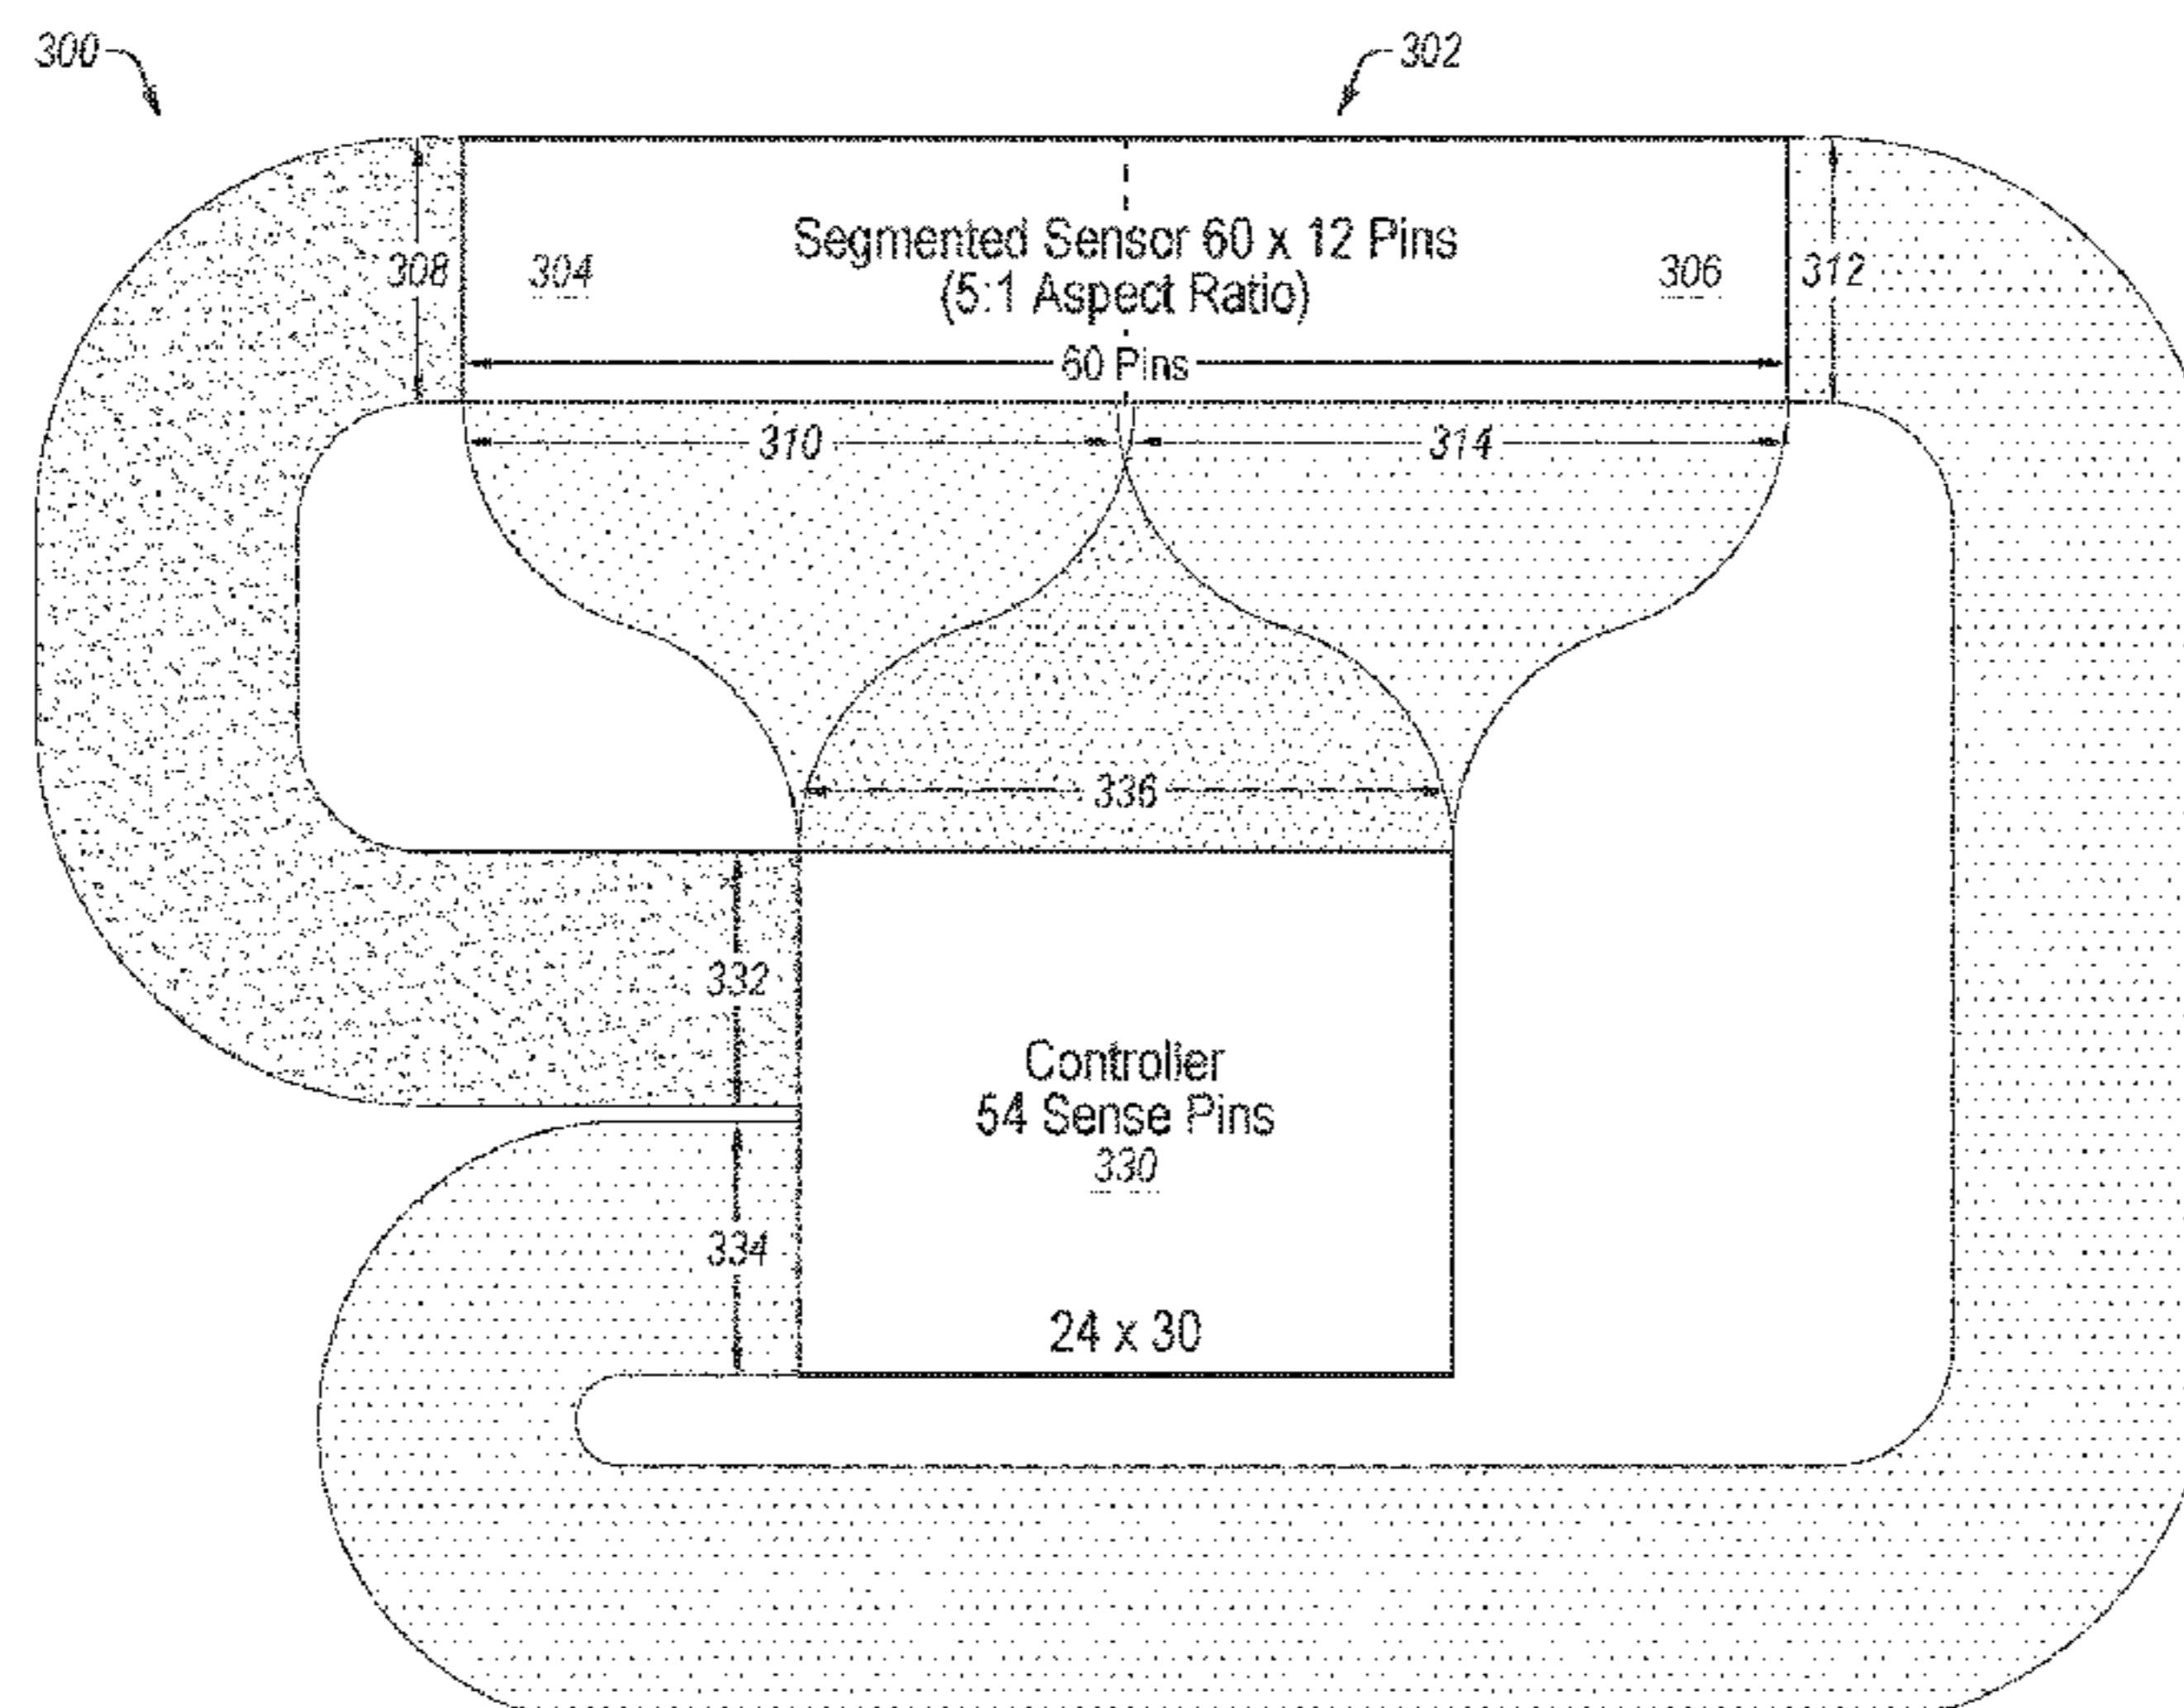 300
302
Segmented Sensor 60 x 12 Pins
308
304
306
312
(5:1 Aspect Ratio)
60 Pins
310
314
336
332
Controller
54 Sense Pins
330
334
24 x 30